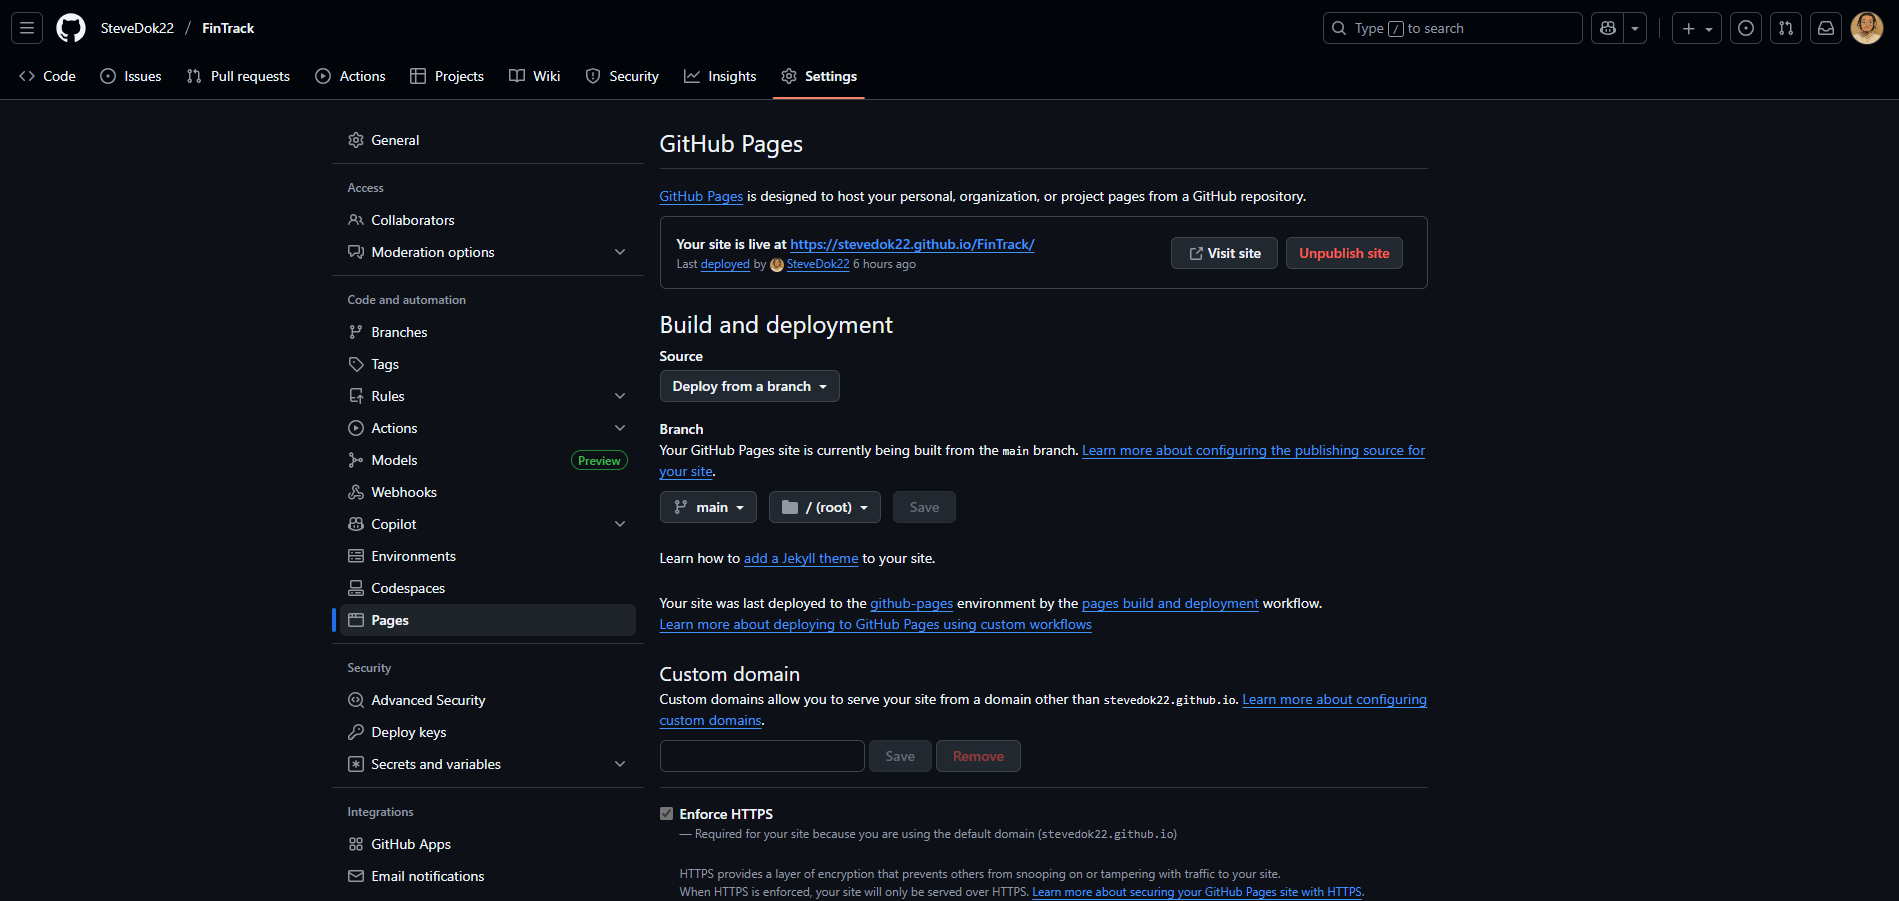 SteveDok22 / FinTrack
Type / to search
Code
Issues
Pull requests
Actions
Projects
Wiki
Security
Insights
Settings
General
Access
Collaborators
Moderation options
Code and automation
Branches
Tags
Rules
Actions
Models Preview
Webhooks
Copilot
Environments
Codespaces
Pages
Security
Advanced Security
Deploy keys
Secrets and variables
Integrations
GitHub Apps
Email notifications
GitHub Pages
GitHub Pages is designed to host your personal, organization, or project pages from a GitHub repository.
Your site is live at https://stevedok22.github.io/FinTrack/
Last deployed by SteveDok22 6 hours ago
Visit site
Unpublish site
Build and deployment
Source
Deploy from a branch
Branch
Your GitHub Pages site is currently being built from the main branch. Learn more about configuring the publishing source for
your site.
main
/ (root)
Save
Learn how to add a Jekyll theme to your site.
Your site was last deployed to the github-pages environment by the pages build and deployment workflow.
Learn more about deploying to GitHub Pages using custom workflows
Custom domain
Custom domains allow you to serve your site from a domain other than stevedok22.github.io. Learn more about configuring
custom domains.
Save
Remove
Enforce HTTPS
— Required for your site because you are using the default domain (stevedok22.github.io)
HTTPS provides a layer of encryption that prevents others from snooping on or tampering with traffic to your site.
When HTTPS is enforced, your site will only be served over HTTPS. Learn more about securing your GitHub Pages site with HTTPS.